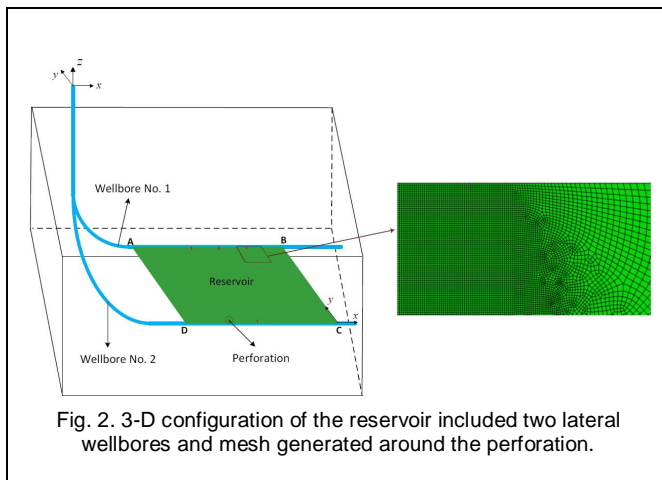 z
y
x
Wellbore No. 1
A
B
Reservoir
y
x
D
C
Wellbore No. 2
Perforation
Fig. 2. 3-D configuration of the reservoir included two lateral
wellbores and mesh generated around the perforation.